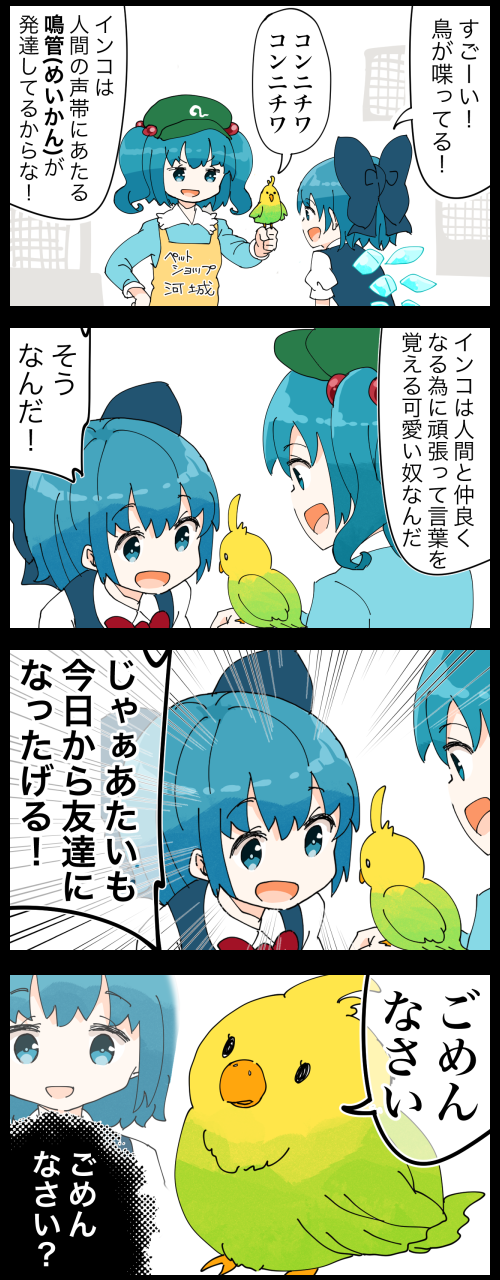 すごーい！
鳥が喋ってる！
コンニチワ
コンニチワ
インコは
人間の声帯にあたる
鳴管(めいかん)が
発達してるからな！
ペット
ショップ
河城
インコは人間と仲良く
なる為に頑張って言葉を
覚える可愛い奴なんだ
そう
なんだ！
じゃぁあたいも
今日から友達に
なったげる！
ごめん
なさい
ごめん
なさい？